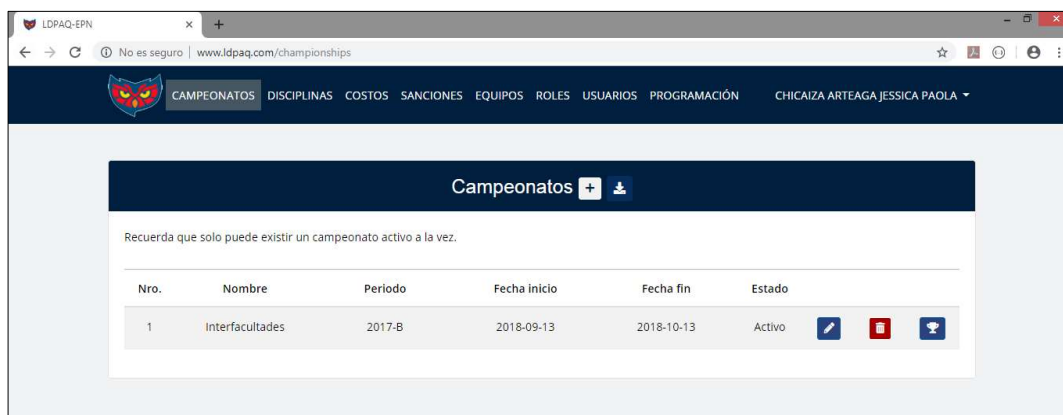 LDPAQ-EPN
No es seguro | www.ldpaq.com/championships
CAMPEONATOS DISCIPLINAS COSTOS SANCIONES EQUIPOS ROLES USUARIOS PROGRAMACIÓN CHICAIZA ARTEAGA JESSICA PAOLA
Campeonatos +
Recuerda que solo puede existir un campeonato activo a la vez.
Nro. Nombre Periodo Fecha inicio Fecha fin Estado
1 Interfacultades 2017-B 2018-09-13 2018-10-13 Activo